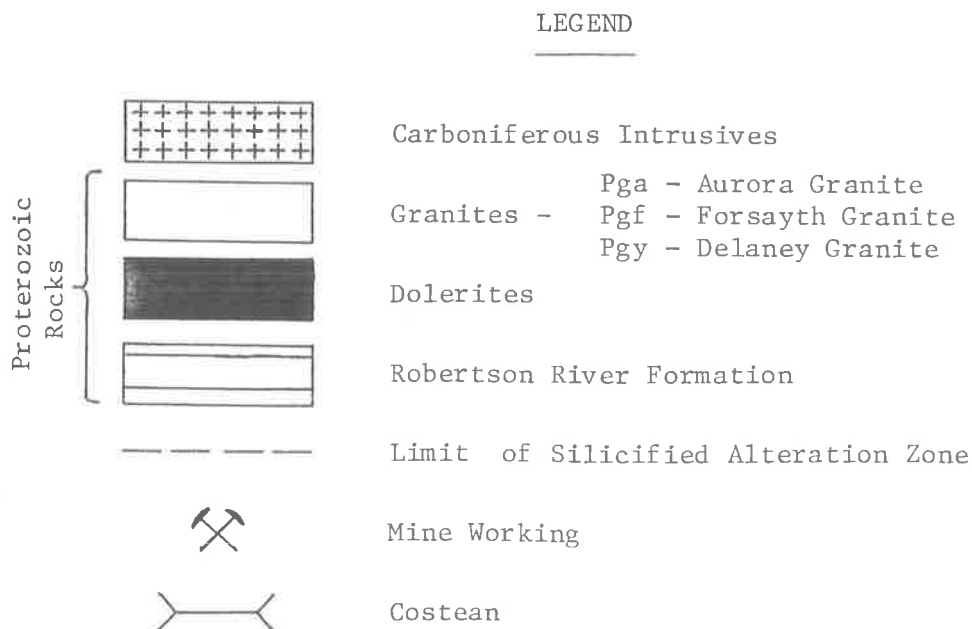 LEGEND
Carboniferous Intrusives
Proterozoic
Rocks
Pga - Aurora Granite
Granites - Pgf - Forsayth Granite
Pgy - Delaney Granite
Dolerites
Robertson River Formation
Limit of Silicified Alteration Zone
Mine Working
Costean